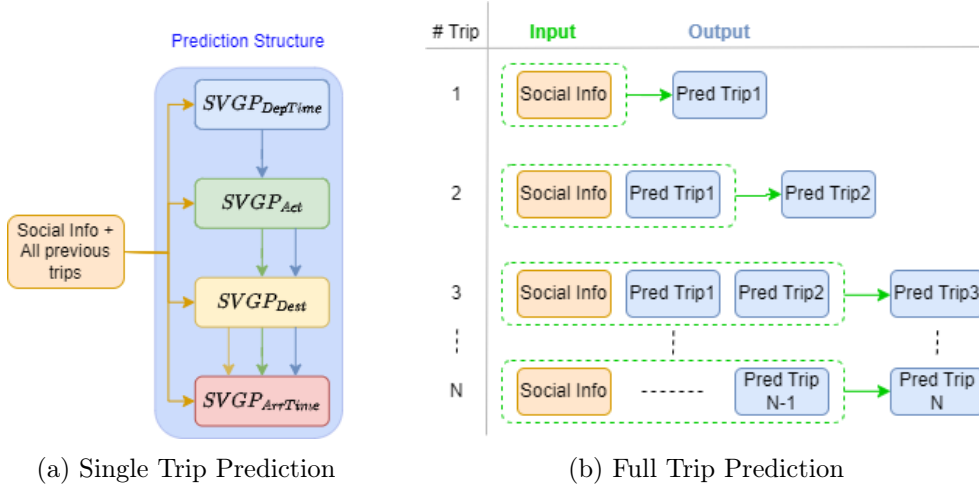 Prediction Structure
SVGP_DepTime
SVGP_Act
Social Info +
All previous
trips
SVGP_Dest
SVGP_ArrTime
(a) Single Trip Prediction
# Trip
Input
Output
1
Social Info
Pred Trip1
2
Social Info
Pred Trip1
Pred Trip2
3
Social Info
Pred Trip1
Pred Trip2
Pred Trip3
N
Social Info
Pred Trip
N-1
Pred Trip
N
(b) Full Trip Prediction